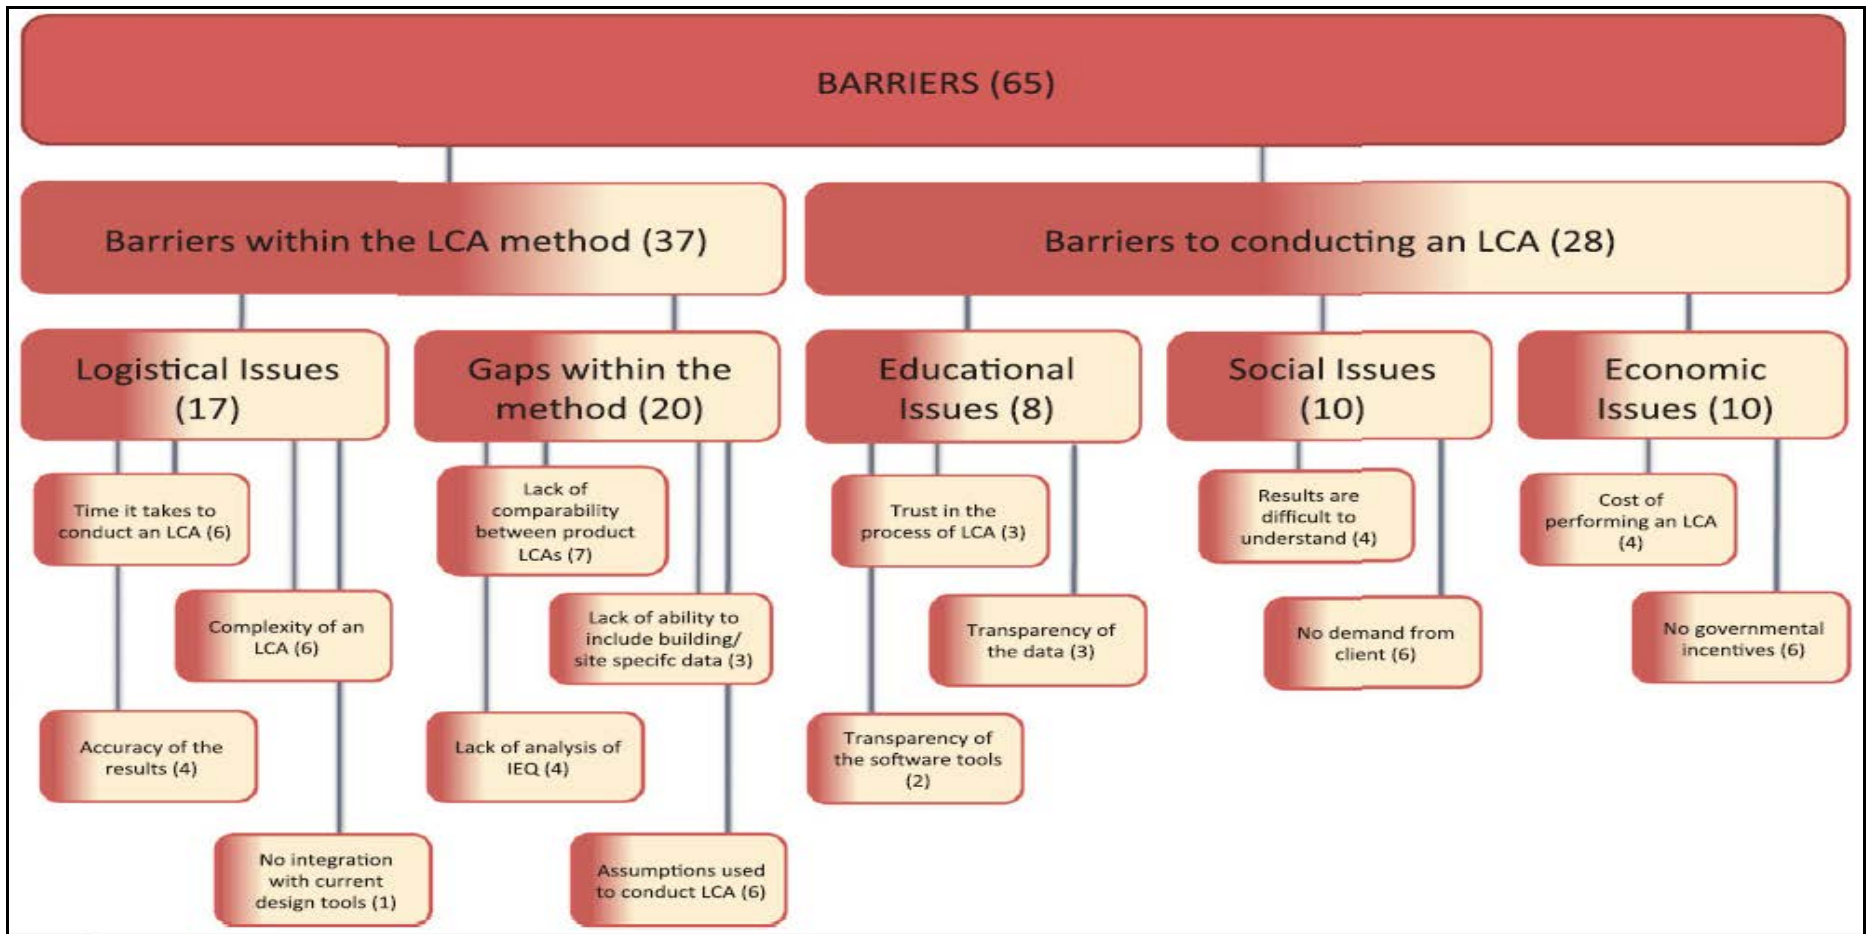 BARRIERS (65)
Barriers within the LCA method (37)
Barriers to conducting an LCA (28)
Logistical Issues
(17)
Gaps within the
method (20)
Educational
Issues (8)
Social Issues
(10)
Economic
Issues (10)
Time it takes to
conduct an LCA (6)
Lack of
comparability
between product
LCAs (7)
Trust in the
process of LCA (3)
Results are
difficult to
understand (4)
Cost of
performing an LCA
(4)
Complexity of an
LCA (6)
Lack of ability to
include building/
site specifc data (3)
Transparency of
the data (3)
No demand from
client (6)
No governmental
incentives (6)
Accuracy of the
results (4)
Lack of analysis of
IEQ (4)
Transparency of
the software tools
(2)
No integration
with current
design tools (1)
Assumptions used
to conduct LCA (6)